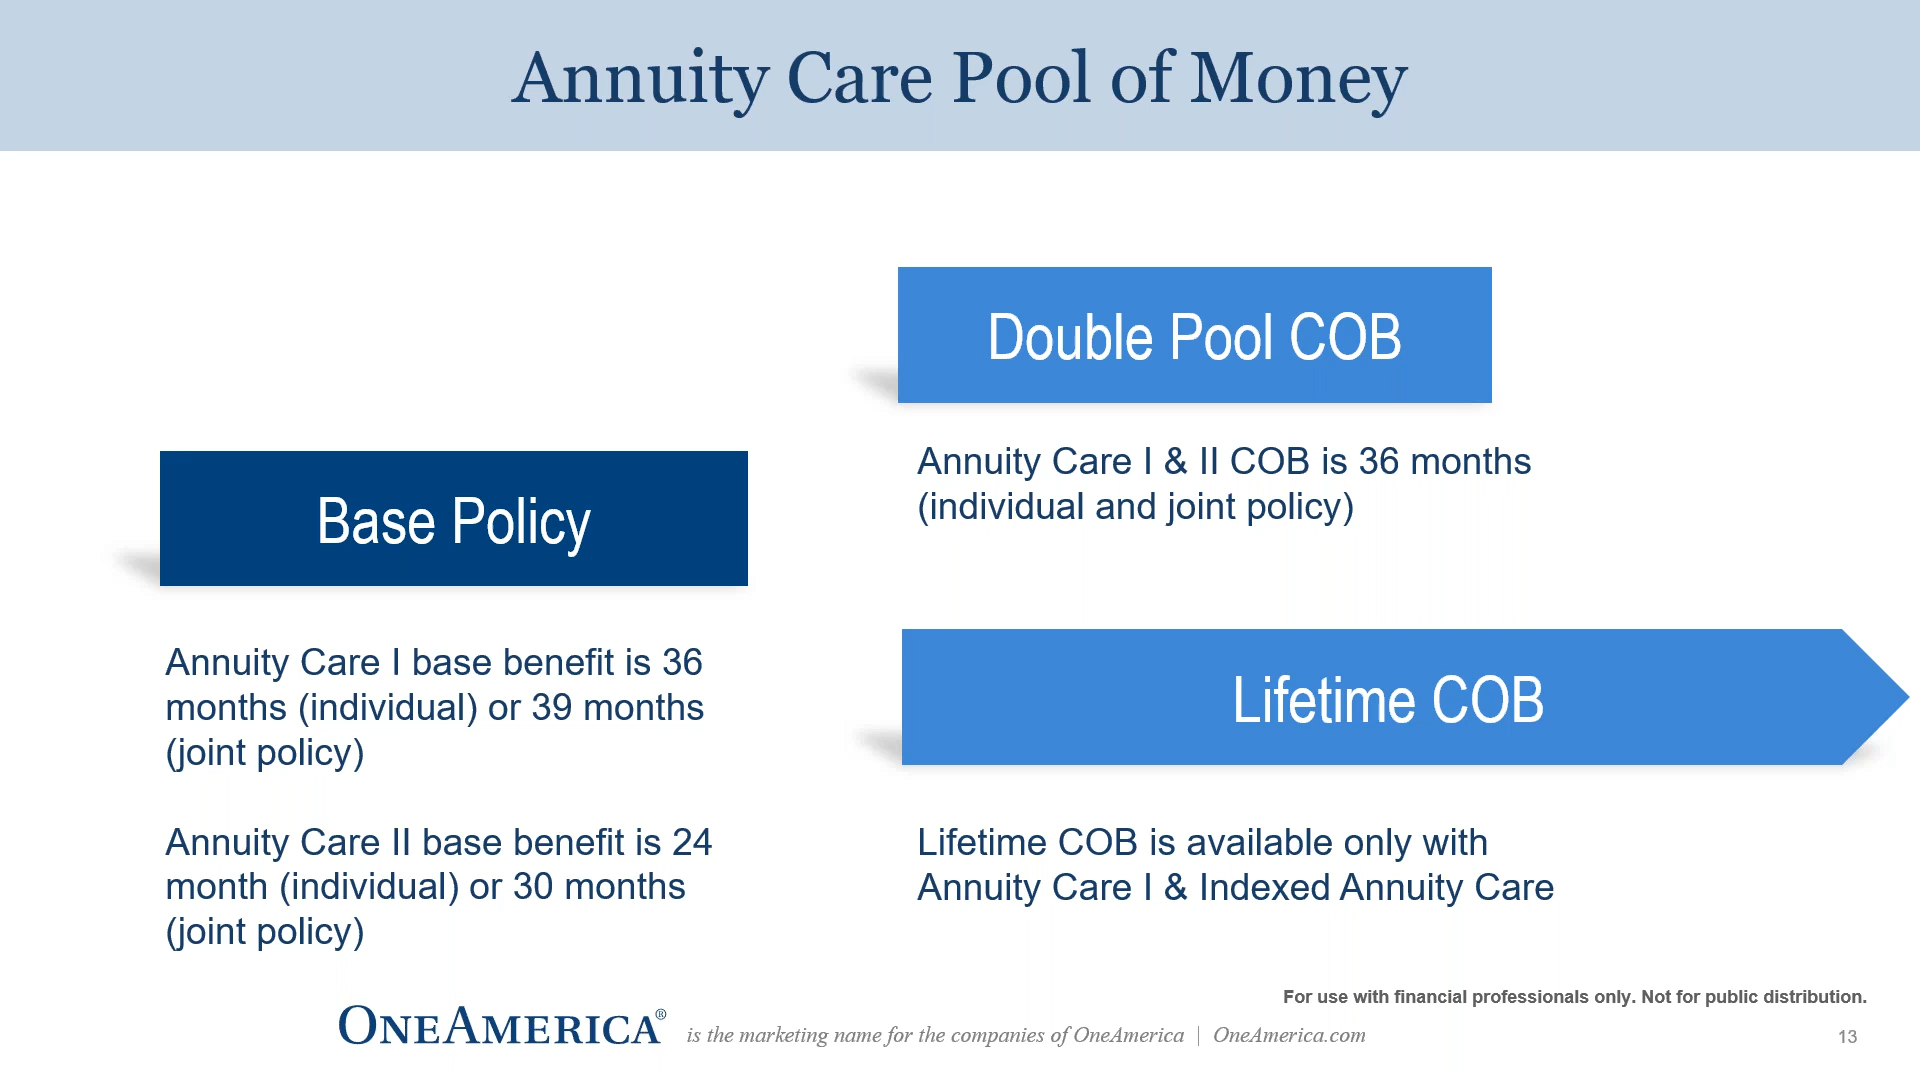 Annuity Care Pool of Money
Base Policy
Annuity Care I base benefit is 36
months (individual) or 39 months
(joint policy)
Annuity Care II base benefit is 24
month (individual) or 30 months
(joint policy)
Double Pool COB
Annuity Care I & II COB is 36 months
(individual and joint policy)
Lifetime COB
Lifetime COB is available only with
Annuity Care I & Indexed Annuity Care
For use with financial professionals only. Not for public distribution.
ONEAMERICA® is the marketing name for the companies of OneAmerica | OneAmerica.com
13